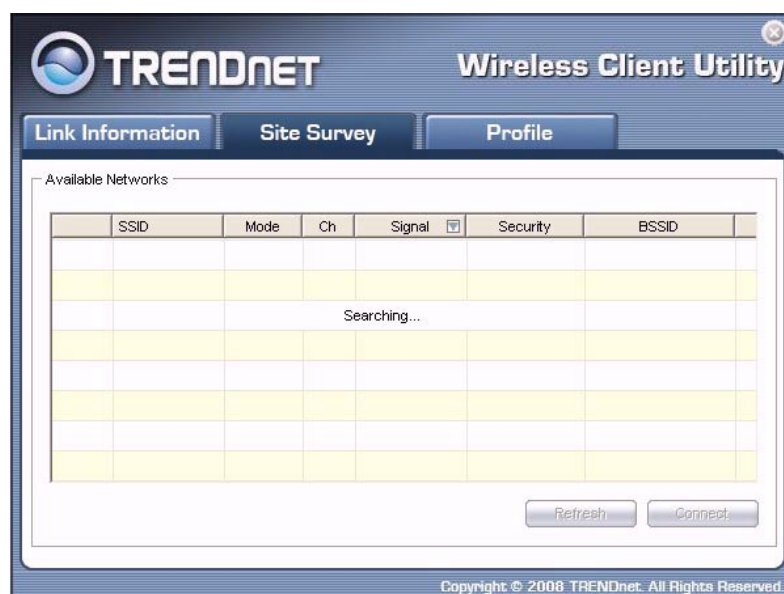 TRENDNET
Wireless Client Utility
Link Information Site Survey Profile
Available Networks
SSID Mode Ch Signal Security BSSID
Searching...
Refresh Connect
Copyright © 2008 TRENDnet. All Rights Reserved.